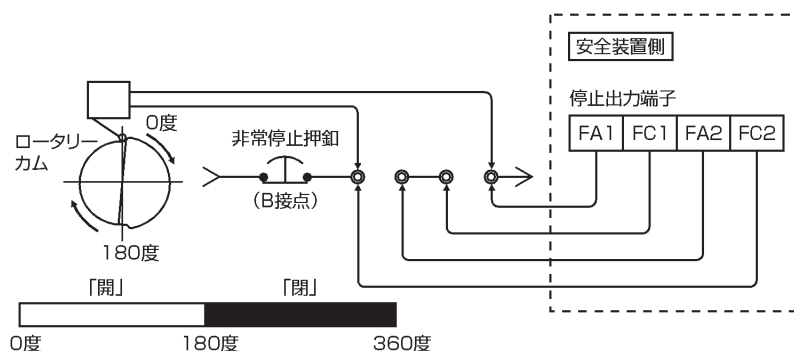 安全装置側
停止出力端子
FA1 FC1 FA2 FC2
0度
ロータリー
カム
非常停止押釦
(B接点)
180度
「開」 「閉」
0度 180度 360度